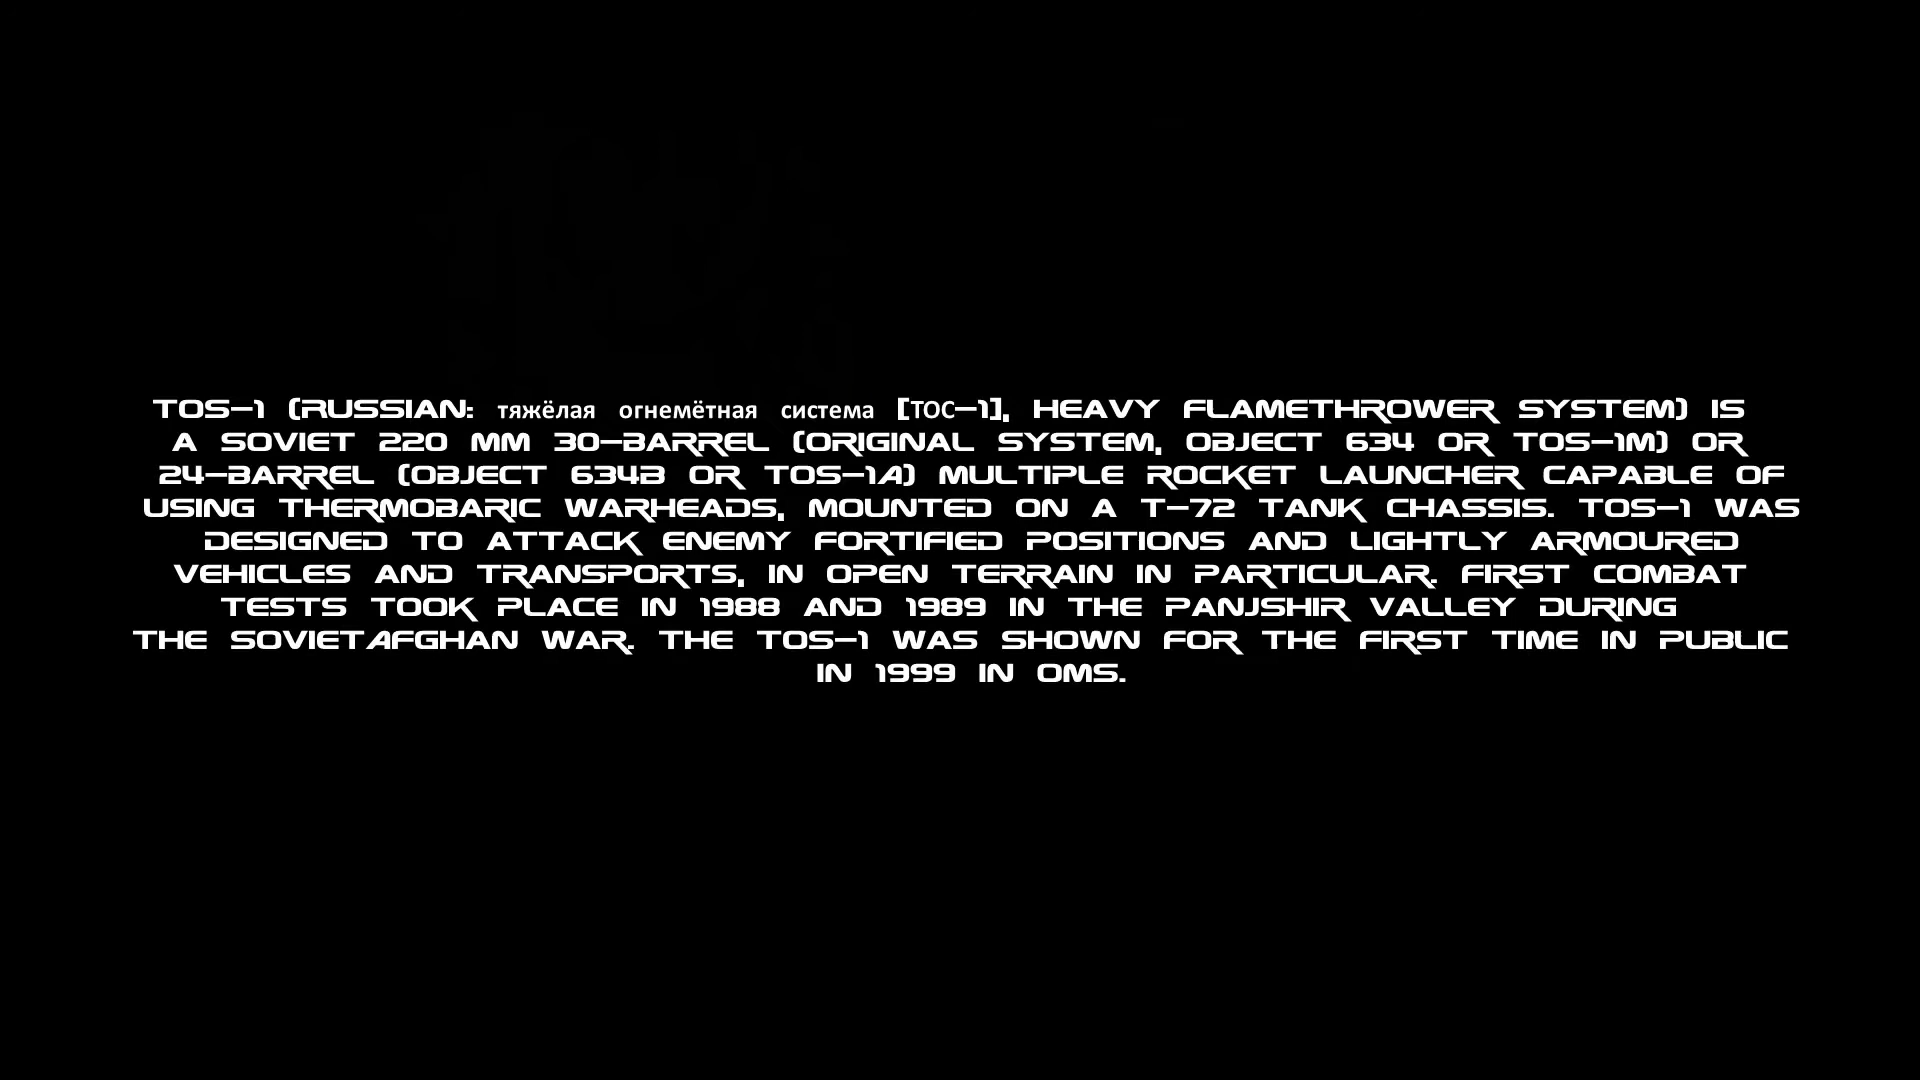 TOS-1 (RUSSIAN: тяжёлая огнемётная система [ТОС-1], HEAVY FLAMETHROWER SYSTEM) IS
A SOVIET 220 MM 30-BARREL (ORIGINAL SYSTEM, OBJECT 634 OR TOS-1M) OR
24-BARREL (OBJECT 634B OR TOS-1A) MULTIPLE ROCKET LAUNCHER CAPABLE OF
USING THERMOBARIC WARHEADS, MOUNTED ON A T-72 TANK CHASSIS. TOS-1 WAS
DESIGNED TO ATTACK ENEMY FORTIFIED POSITIONS AND LIGHTLY ARMOURED
VEHICLES AND TRANSPORTS, IN OPEN TERRAIN IN PARTICULAR. FIRST COMBAT
TESTS TOOK PLACE IN 1988 AND 1989 IN THE PANJSHIR VALLEY DURING
THE SOVIETAFGHAN WAR. THE TOS-1 WAS SHOWN FOR THE FIRST TIME IN PUBLIC
IN 1999 IN OMS.